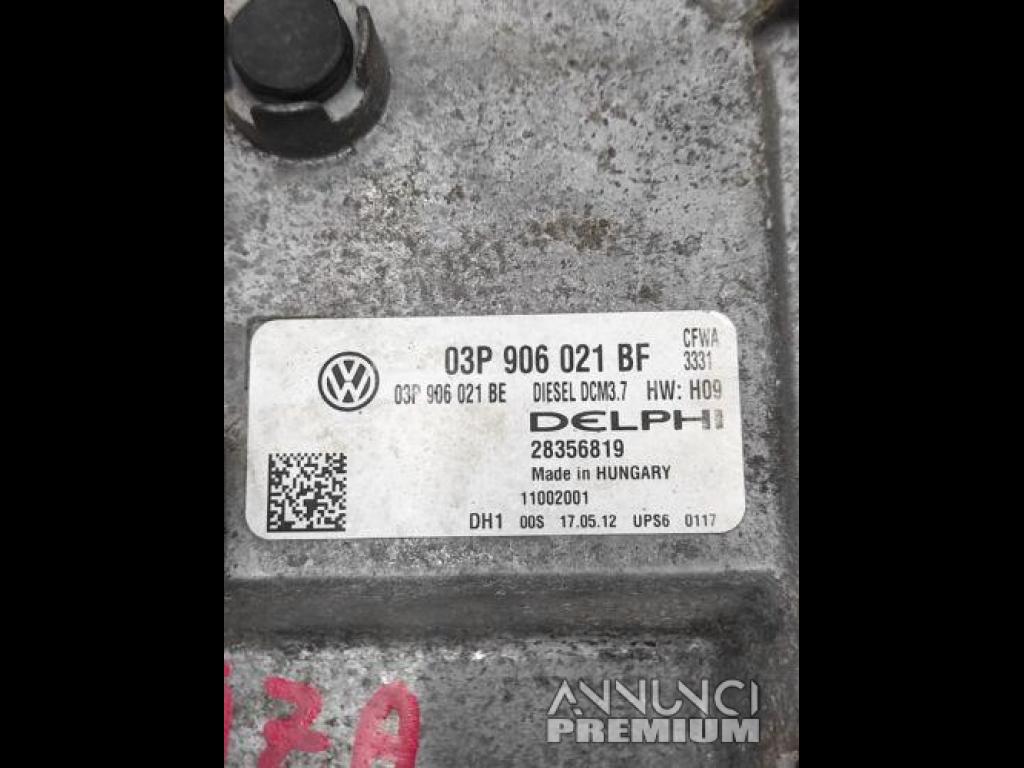 CFWA
03P 906 021 BF 3331
03P 906 021 BE DIESEL DCM3.7 HW: H09
DELPHI
28356819
Made in HUNGARY
11002001
DH1 00S 17.05.12 UPS6 0117
ANNUNCI
PREMIUM